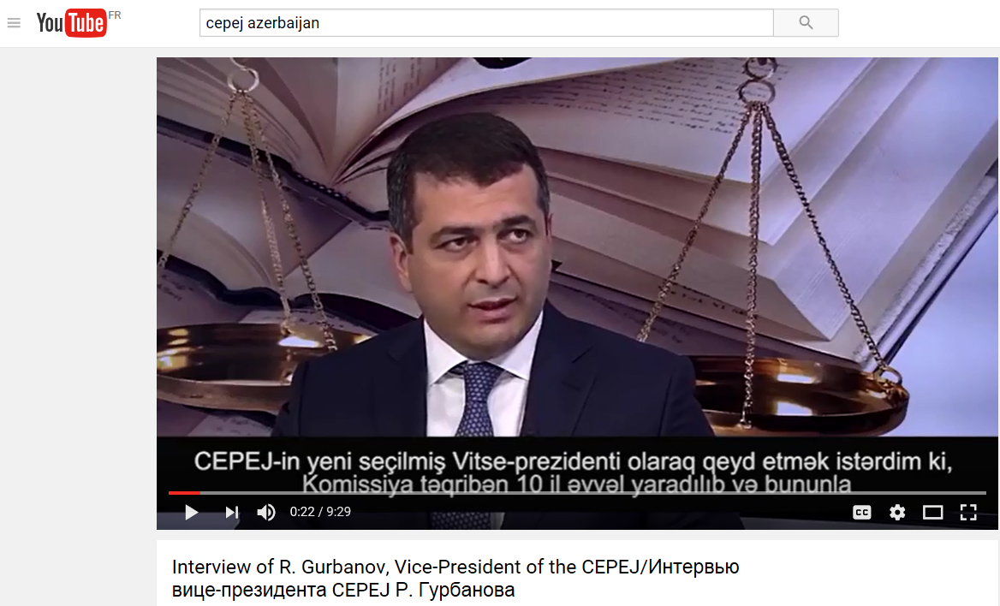 YouTube FR
cepej azerbaijan
CEPEJ-in yeni seçilmiş Vitse-prezidenti olaraq qeyd etmək istərdim ki,
Komissiya təqribən 10 il əvvəl yaradılıb və bununla
0:22 / 9:29
CC
Interview of R. Gurbanov, Vice-President of the CEPEJ/Интервью
вице-президента CEPEJ Р. Гурбанова